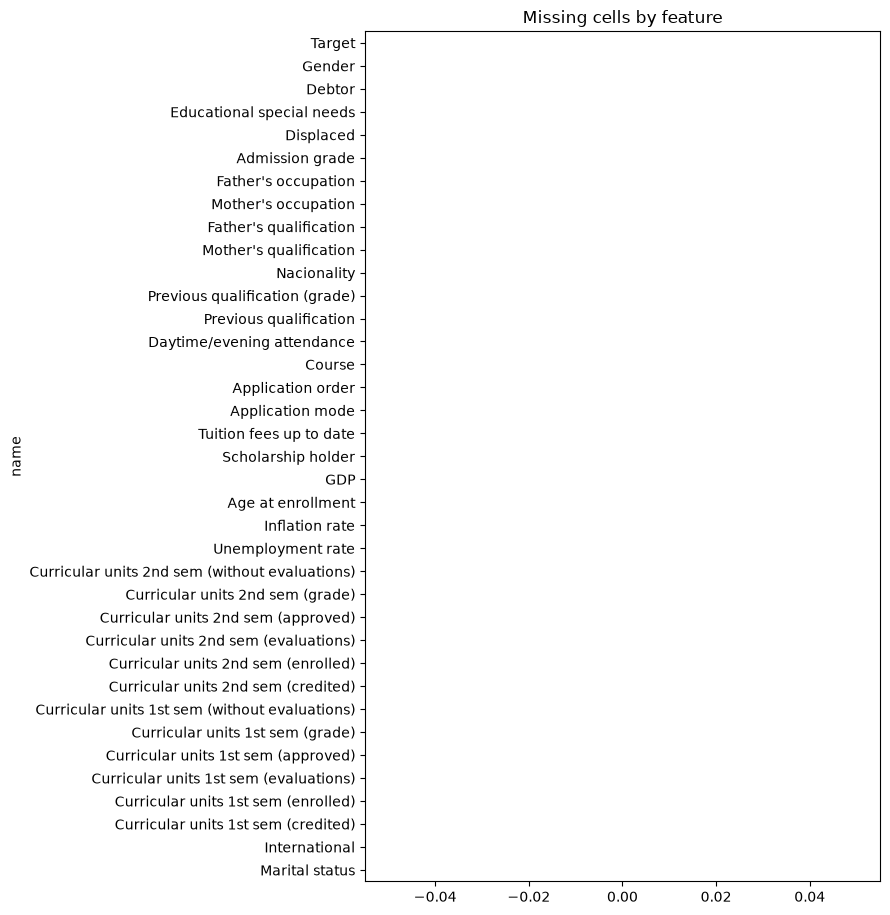 Missing cells by feature
Target
Gender
Debtor
Educational special needs
Displaced
Admission grade
Father's occupation
Mother's occupation
Father's qualification
Mother's qualification
Nacionality
Previous qualification (grade)
Previous qualification
Daytime/evening attendance
Course
Application order
Application mode
Tuition fees up to date
name
Scholarship holder
GDP
Age at enrollment
Inflation rate
Unemployment rate
Curricular units 2nd sem (without evaluations)
Curricular units 2nd sem (grade)
Curricular units 2nd sem (approved)
Curricular units 2nd sem (evaluations)
Curricular units 2nd sem (enrolled)
Curricular units 2nd sem (credited)
Curricular units 1st sem (without evaluations)
Curricular units 1st sem (grade)
Curricular units 1st sem (approved)
Curricular units 1st sem (evaluations)
Curricular units 1st sem (enrolled)
Curricular units 1st sem (credited)
International
Marital status
−0.04 −0.02 0.00 0.02 0.04